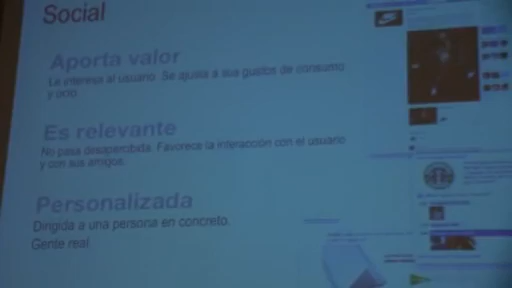 Social
Aporta valor
Le interesa al usuario. Se ajusta a sus gustos de consumo
y ocio.
Es relevante
No pasa desapercibida. Favorece la interacción con el usuario
y con sus amigos.
Personalizada
Dirigida a una persona en concreto.
Gente real